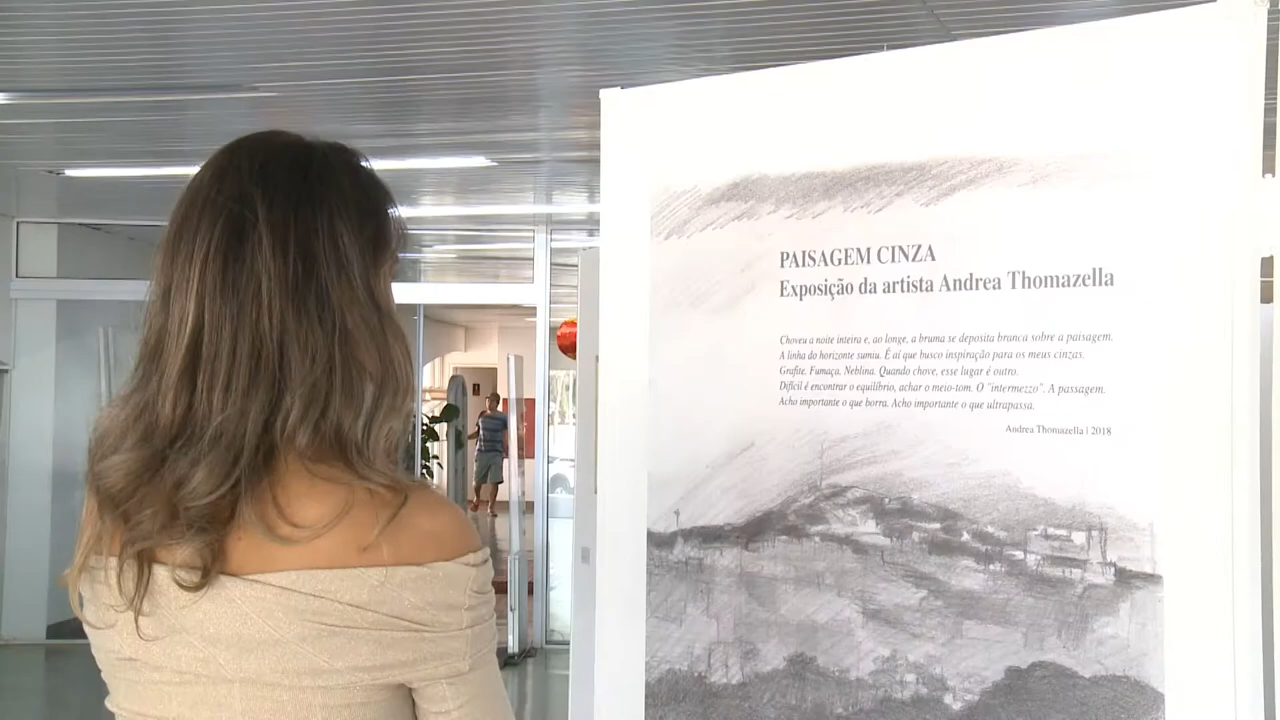 PAISAGEM CINZA
Exposição da artista Andrea Thomazella
Choveu a noite inteira e, ao longe, a bruma se deposita branca sobre a paisagem.
A linha do horizonte sumiu. É aí que busco inspiração para os meus cinzas.
Grafite. Fumaça. Neblina. Quando chove, esse lugar é outro.
Difícil é encontrar o equilíbrio, achar o meio-tom. O "intermezzo". A passagem.
Acho importante o que borra. Acho importante o que ultrapassa.
Andrea Thomazella | 2018